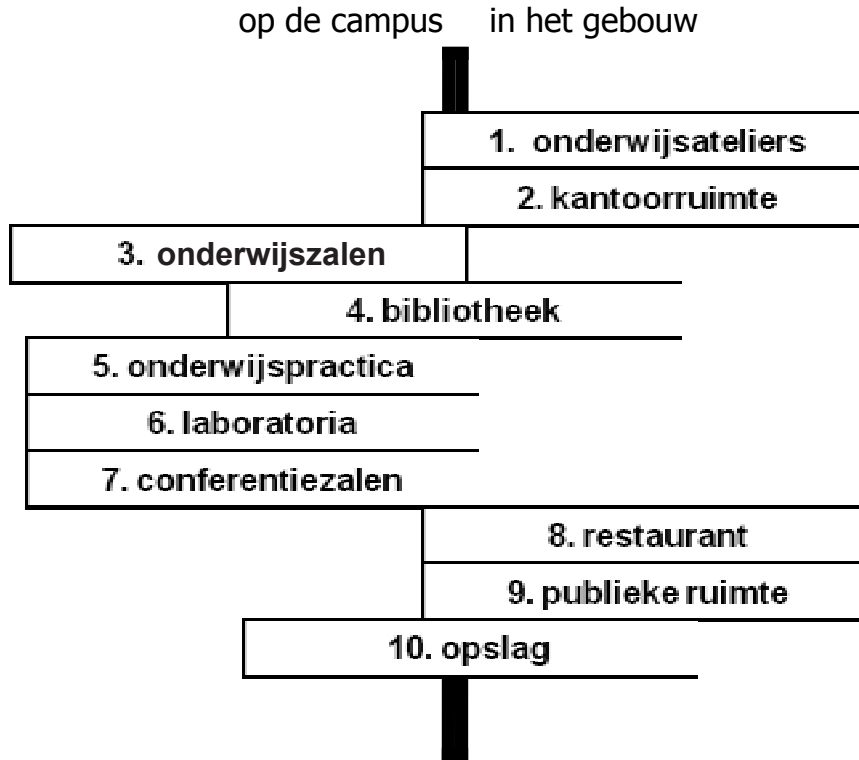 op de campus in het gebouw
1. onderwijsateliers
2. kantoorruimte
3. onderwijszalen
4. bibliotheek
5. onderwijspractica
6. laboratoria
7. conferentiezalen
8. restaurant
9. publieke ruimte
10. opslag